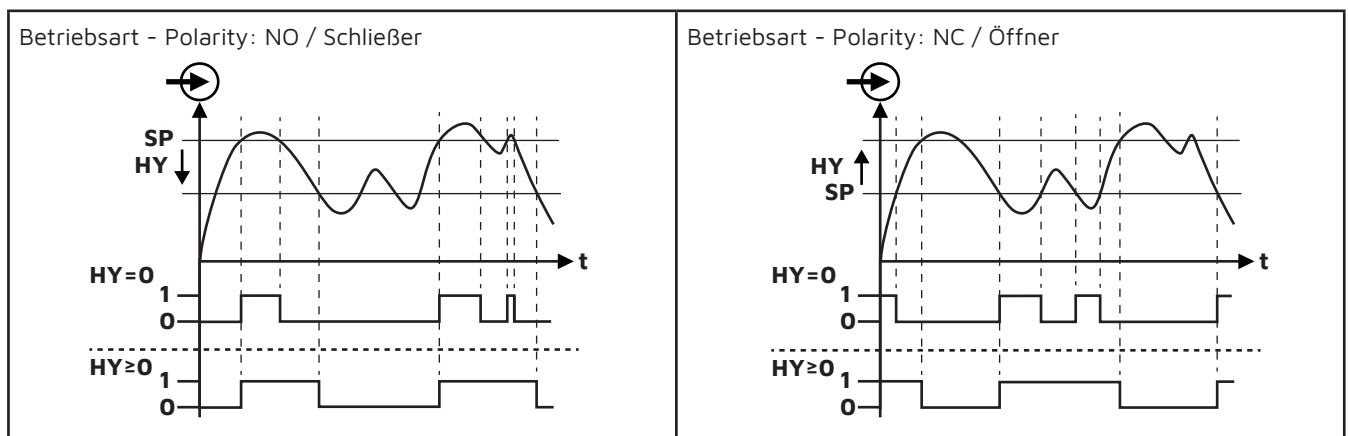 Betriebsart - Polarity: NO / Schließer
SP
HY
t
HY=0
1
0
HY≥0
1
0
Betriebsart - Polarity: NC / Öffner
HY
SP
t
HY=0
1
0
HY≥0
1
0